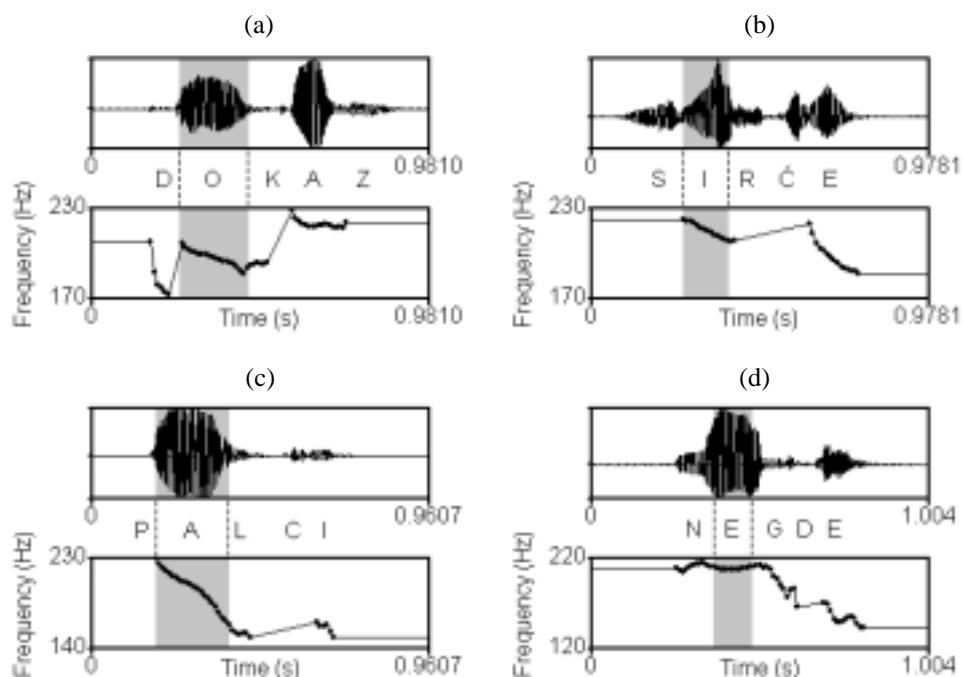 (a) (b)
0 0.9810 0 0.9781
D O K A Z S I R Ć E
Frequency (Hz) 230 170 Frequency (Hz) 230 170
0 Time (s) 0.9810 0 Time (s) 0.9781
(c) (d)
0 0.9607 0 1.004
P A L C I N E G D E
Frequency (Hz) 230 140 Frequency (Hz) 220 120
0 Time (s) 0.9607 0 Time (s) 1.004